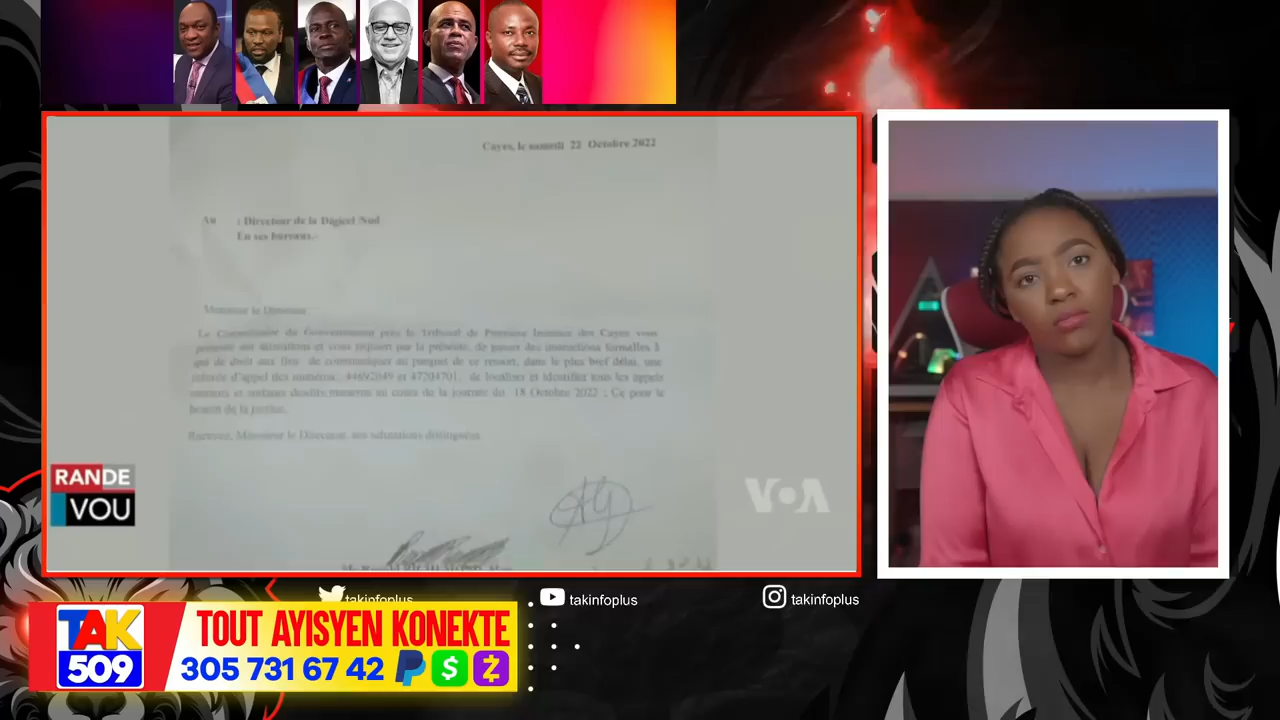 Cayes, le samedi 22 Octobre 2022
Au : Directeur de la Digicel Sud
En ses bureaux.-
Monsieur le Directeur
Le Commissaire du Gouvernement près le Tribunal de Première Instance des Cayes vous
présente ses salutations et vous requiert par la présente, de passer des instructions formelles à
qui de droit aux fins de communiquer au parquet de ce ressort, dans le plus bref délai, une
d'appel des numéros: 44692049 et 47204701, de localiser et identifier tous les appels
entrants et sortants desdits numéros au cours de la journée du 18 Octobre 2022 . Ce pour le
besoin de la justice.
Recevez, Monsieur le Directeur, nos salutations distinguées
RANDE
VOU
VOA
takinfoplus
takinfoplus
takinfoplus
TAK
509
TOUT AYISYEN KONEKTE
305 731 67 42